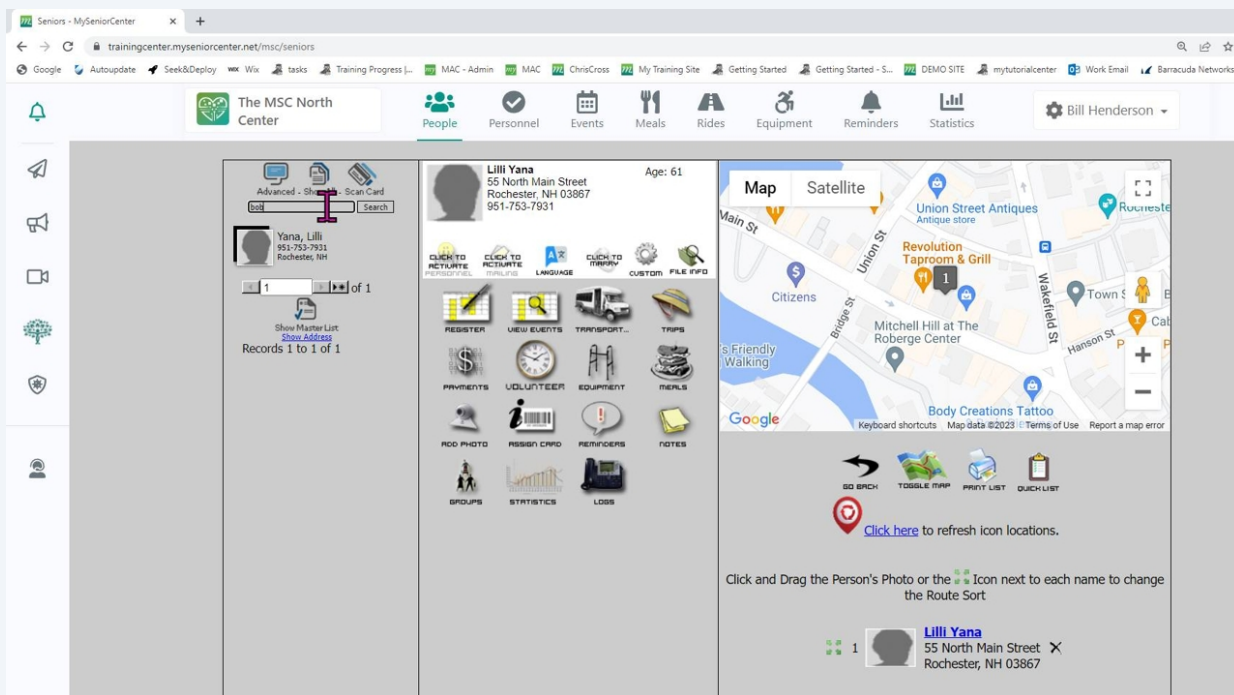 Seniors - MySeniorCenter
trainingcenter.myseniorcenter.net/msc/seniors
Google Autoupdate Seek&Deploy WIX Wix tasks Training Progress |... MAC - Admin MAC ChrisCross My Training Site Getting Started Getting Started - S... DEMO SITE mytutorialcenter Work Email Barracuda Networks
The MSC North
Center
People Personnel Events Meals Rides Equipment Reminders Statistics
Bill Henderson
Advanced - Show All - Scan Card
bob Search
Yana, Lilli
951-753-7931
Rochester, NH
1 of 1
Show Master List
Show Address
Records 1 to 1 of 1
Lilli Yana
Age: 61
55 North Main Street
Rochester, NH 03867
951-753-7931
CLICK TO ACTIVATE PERSONNEL
CLICK TO ACTIVATE MAILING
LANGUAGE
CLICK TO MARRY
CUSTOM
FILE INFO
REGISTER VIEW EVENTS TRANSPORT... TRIPS
PAYMENTS VOLUNTEER EQUIPMENT MEALS
ADD PHOTO ASSIGN CARD REMINDERS NOTES
GROUPS STATISTICS LOGS
Map Satellite
Main St
Union Street Antiques
Antique store
Union St
Revolution
Taproom & Grill
1
Citizens
Bridge St
Wakefield St
Town
Mitchell Hill at The
Roberge Center
Hanson St
's Friendly
Walking
Body Creations Tattoo
Google
Keyboard shortcuts Map data ©2023 Terms of Use Report a map error
GO BACK TOGGLE MAP PRINT LIST QUICK LIST
Click here to refresh icon locations.
Click and Drag the Person's Photo or the Icon next to each name to change
the Route Sort
1
Lilli Yana
55 North Main Street
Rochester, NH 03867